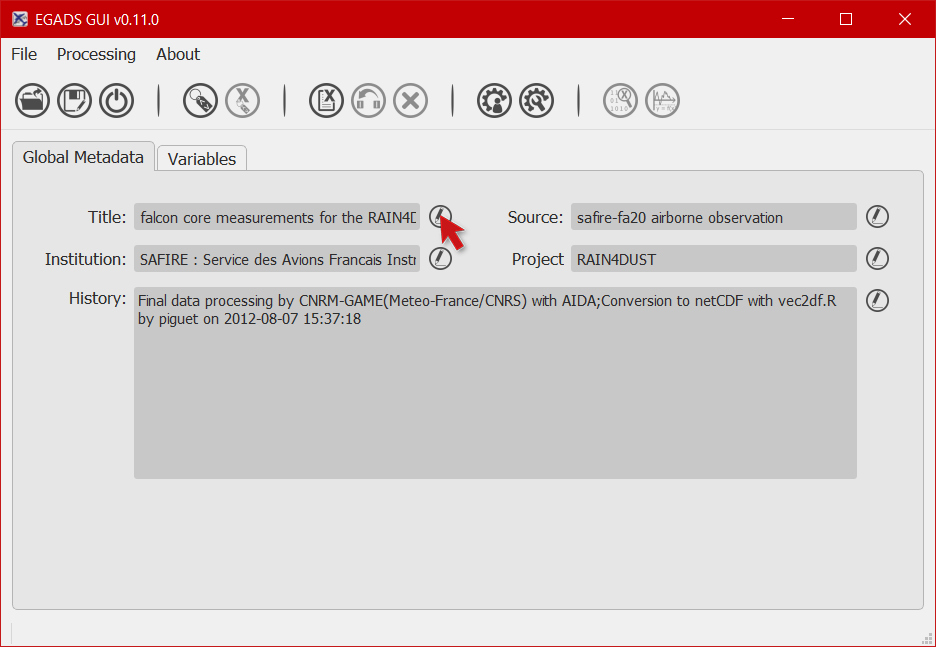 EGADS GUI v0.11.0
File Processing About
Global Metadata Variables
Title: falcon core measurements for the RAIN4D Source: safire-fa20 airborne observation
Institution: SAFIRE : Service des Avions Francais Instr Project RAIN4DUST
History: Final data processing by CNRM-GAME(Meteo-France/CNRS) with AIDA;Conversion to netCDF with vec2df.R
by piguet on 2012-08-07 15:37:18